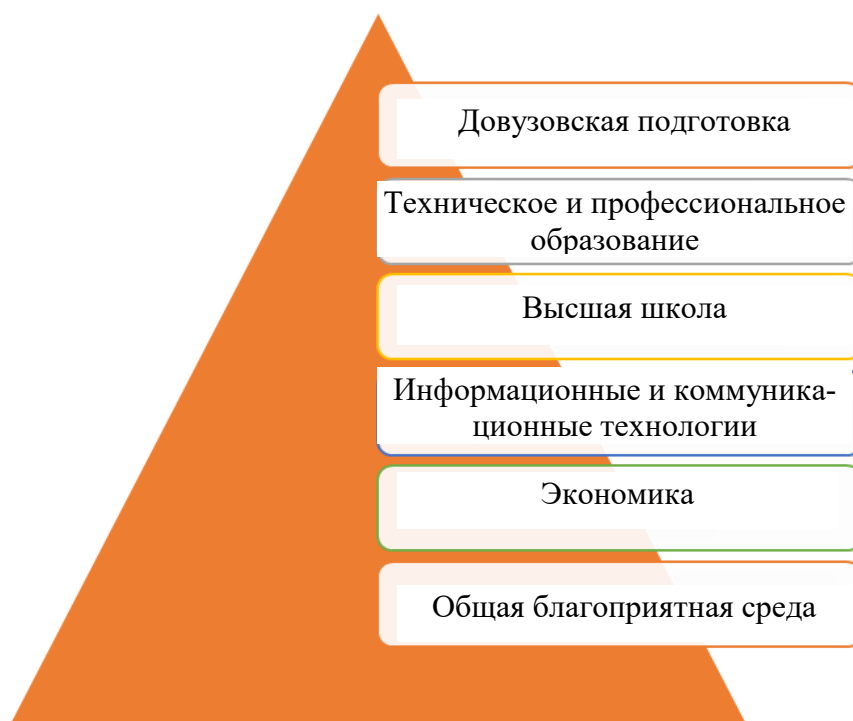 Довузовская подготовка
Техническое и профессиональное
образование
Высшая школа
Информационные и коммуника-
ционные технологии
Экономика
Общая благоприятная среда